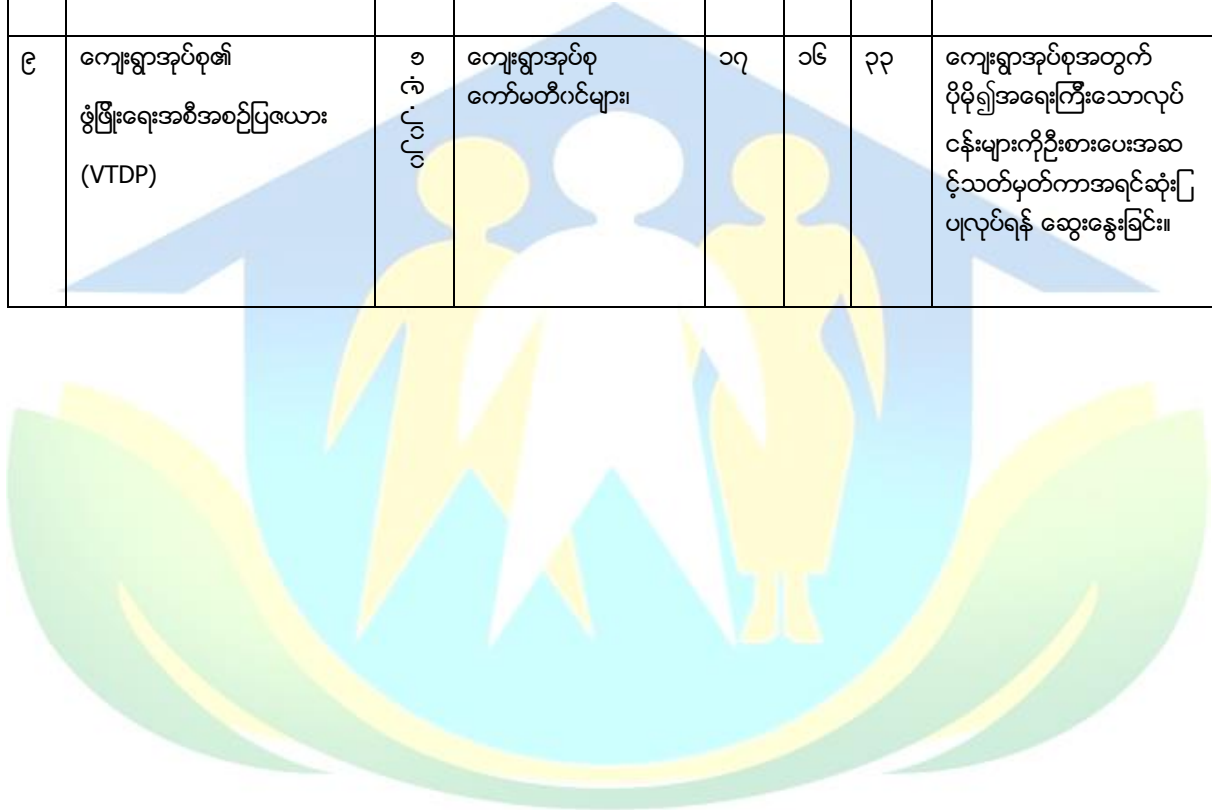 ၉
ကျေးရွာအုပ်စု၏
ဖွံ့ဖြိုးရေးအစီအစဉ်ပြဇယား
(VTDP)
ကျေးရွာအုပ်စု
ကော်မတီဝင်များ၊
၁၇
၁၆
၃၃
ကျေးရွာအုပ်စုအတွက်
ပိုမို၍အရေးကြီးသောလုပ်
ငန်းများကိုဦးစားပေးအဆ
င့်သတ်မှတ်ကာအရင်ဆုံးပြ
ုလုပ်ရန် ဆွေးနွေးခြင်း။